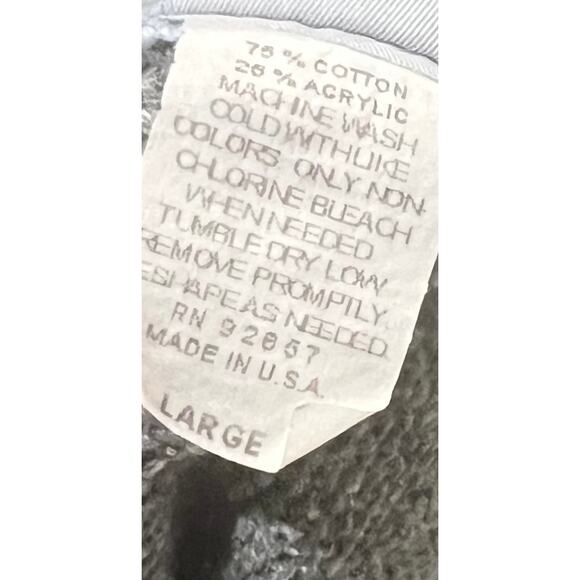 75% COTTON
25% ACRYLIC
MACHINE WASH
COLD WITH LIKE
COLORS. ONLY NON-
CHLORINE BLEACH
WHEN NEEDED
TUMBLE DRY LOW
REMOVE PROMPTLY
ESHAPE AS NEEDED
RN 92857
MADE IN U.S.A.
LARGE